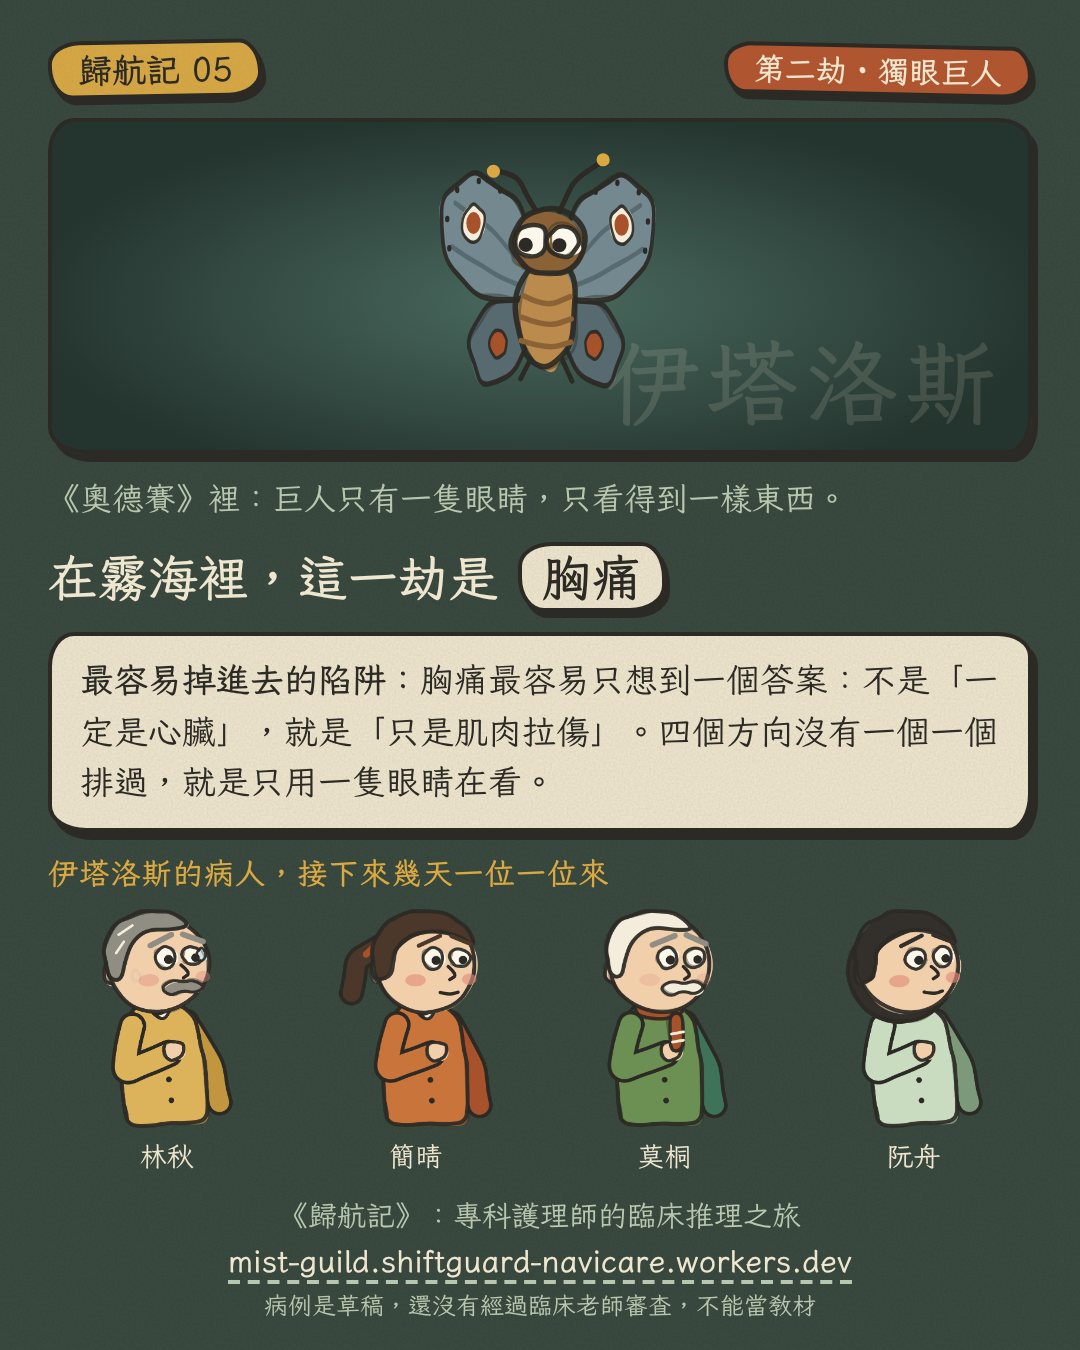 歸航記 05
第二劫・獨眼巨人
伊塔洛斯
《奧德賽》裡：巨人只有一隻眼睛，只看得到一樣東西。
在霧海裡，這一劫是 胸痛
最容易掉進去的陷阱：胸痛最容易只想到一個答案：不是「一
定是心臟」，就是「只是肌肉拉傷」。四個方向沒有一個一個
排過，就是只用一隻眼睛在看。
伊塔洛斯的病人，接下來幾天一位一位來
林秋
簡晴
莫桐
阮舟
《歸航記》：專科護理師的臨床推理之旅
mist-guild.shiftguard-navicare.workers.dev
病例是草稿，還沒有經過臨床老師審查，不能當教材